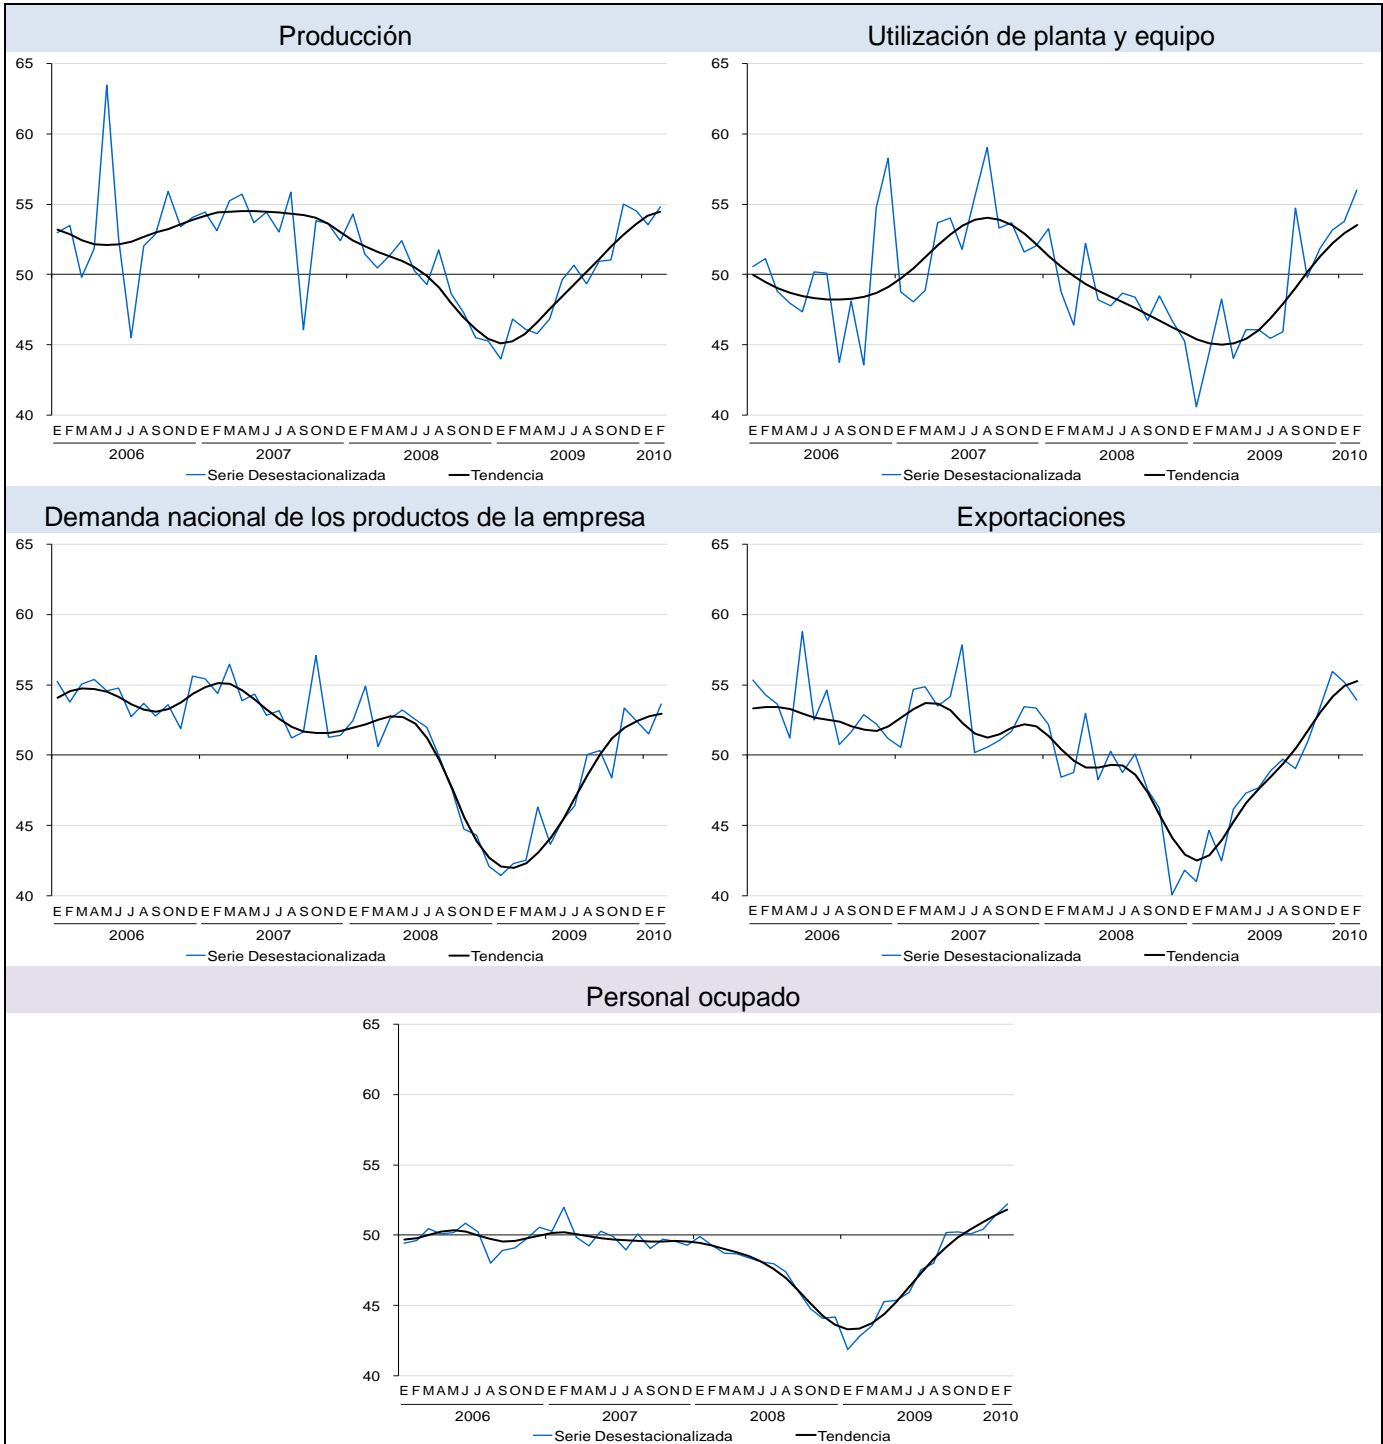 Producción
65
60
55
50
45
40
E F M A M J J A S O N D E F M A M J J A S O N D E F M A M J J A S O N D E F M A M J J A S O N D E F
2006 2007 2008 2009 2010
Serie Desestacionalizada Tendencia
Utilización de planta y equipo
65
60
55
50
45
40
E F M A M J J A S O N D E F M A M J J A S O N D E F M A M J J A S O N D E F M A M J J A S O N D E F
2006 2007 2008 2009 2010
Serie Desestacionalizada Tendencia
Demanda nacional de los productos de la empresa
65
60
55
50
45
40
E F M A M J J A S O N D E F M A M J J A S O N D E F M A M J J A S O N D E F M A M J J A S O N D E F
2006 2007 2008 2009 2010
Serie Desestacionalizada Tendencia
Exportaciones
65
60
55
50
45
40
E F M A M J J A S O N D E F M A M J J A S O N D E F M A M J J A S O N D E F M A M J J A S O N D E F
2006 2007 2008 2009 2010
Serie Desestacionalizada Tendencia
Personal ocupado
65
60
55
50
45
40
E F M A M J J A S O N D E F M A M J J A S O N D E F M A M J J A S O N D E F M A M J J A S O N D E F
2006 2007 2008 2009 2010
Serie Desestacionalizada Tendencia